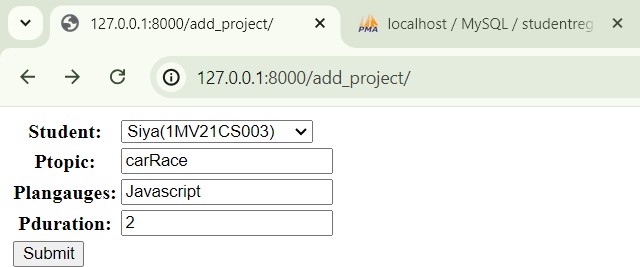 127.0.0.1:8000/add_project/
PMA localhost / MySQL / studentreg
127.0.0.1:8000/add_project/
Student: Siya(1MV21CS003)
Ptopic: carRace
Plangauges: Javascript
Pduration: 2
Submit